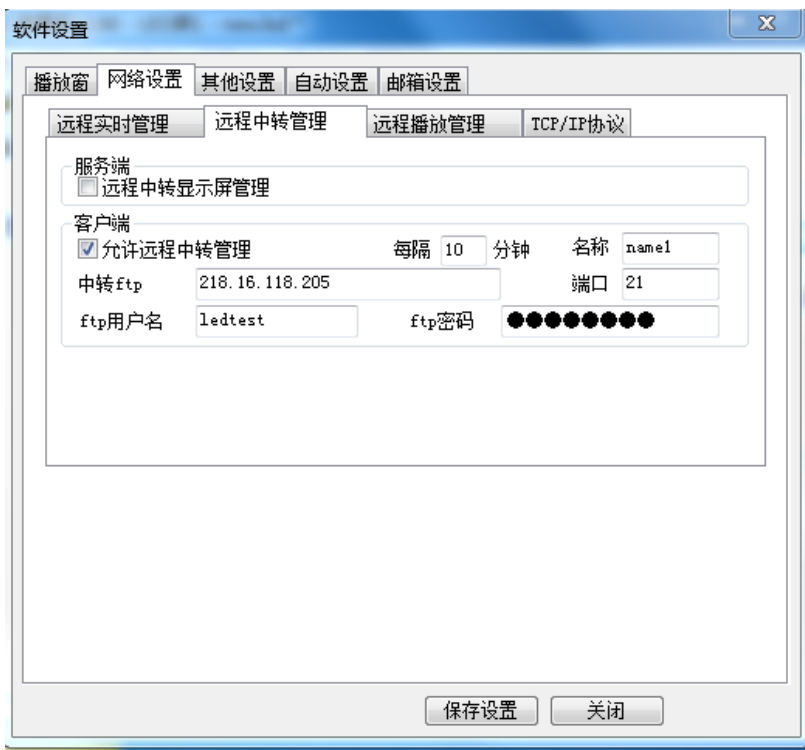 软件设置
播放窗 网络设置 其他设置 自动设置 邮箱设置
远程实时管理 远程中转管理 远程播放管理 TCP/IP协议
服务端
远程中转显示屏管理
客户端
允许远程中转管理 每隔 10 分钟 名称 name1
中转ftp 218.16.118.205 端口 21
ftp用户名 ledtest ftp密码 ●●●●●●●●
保存设置 关闭